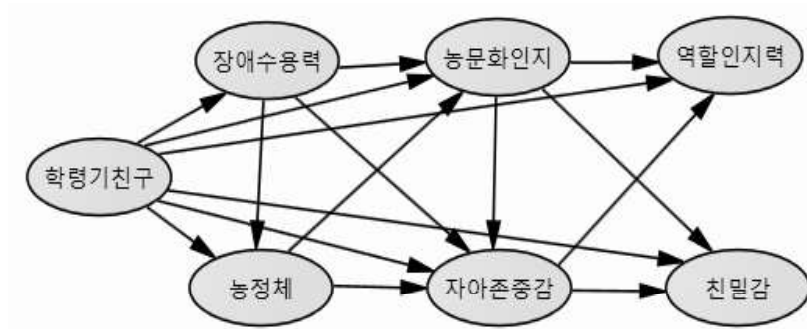 장애수용력
농문화인지
역할인지력
학령기친구
농정체
자아존중감
친밀감